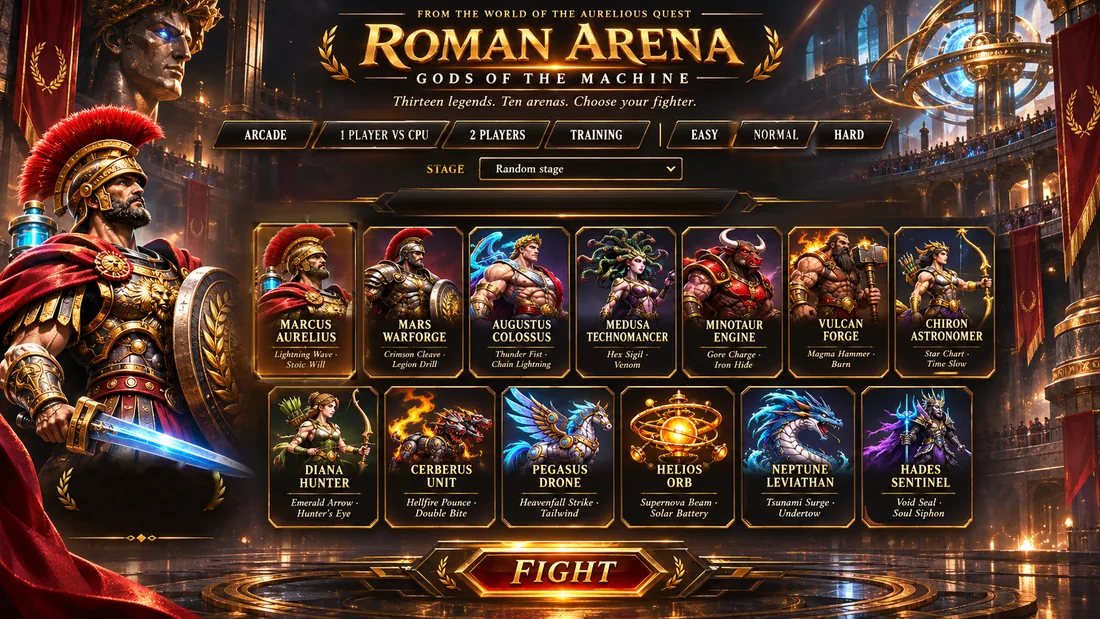 FROM THE WORLD OF THE AURELIOUS QUEST
ROMAN ARENA
GODS OF THE MACHINE
Thirteen legends. Ten arenas. Choose your fighter.
ARCADE
1 PLAYER VS CPU
2 PLAYERS
TRAINING
EASY
NORMAL
HARD
STAGE
Random stage
MARCUS
AURELIUS
Lightning Wave ·
Stoic Will
MARS
WARFORGE
Crimson Cleave ·
Legion Drill
AUGUSTUS
COLOSSUS
Thunder Fist ·
Chain Lightning
MEDUSA
TECHNOMANCER
Hex Sigil ·
Venom
MINOTAUR
ENGINE
Gore Charge ·
Iron Hide
VULCAN
FORGE
Magma Hammer ·
Burn
CHIRON
ASTRONOMER
Star Chart ·
Time Slow
DIANA
HUNTER
Emerald Arrow ·
Hunter's Eye
CERBERUS
UNIT
Hellfire Pounce ·
Double Bite
PEGASUS
DRONE
Heavenfall Strike ·
Tailwind
HELIOS
ORB
Supernova Beam ·
Solar Battery
NEPTUNE
LEVIATHAN
Tsunami Surge ·
Undertow
HADES
SENTINEL
Void Seal ·
Soul Siphon
FIGHT